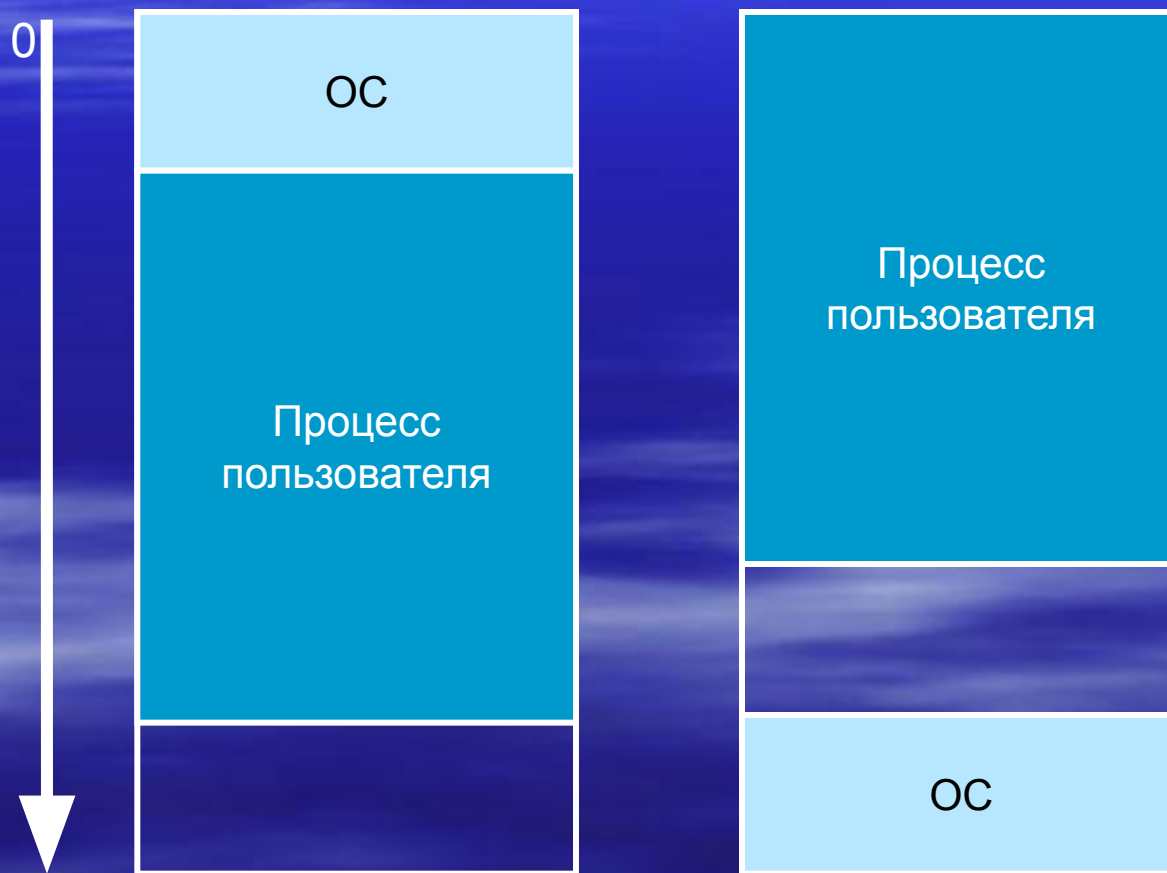 0
ОС
Процесс
пользователя
Процесс
пользователя
ОС